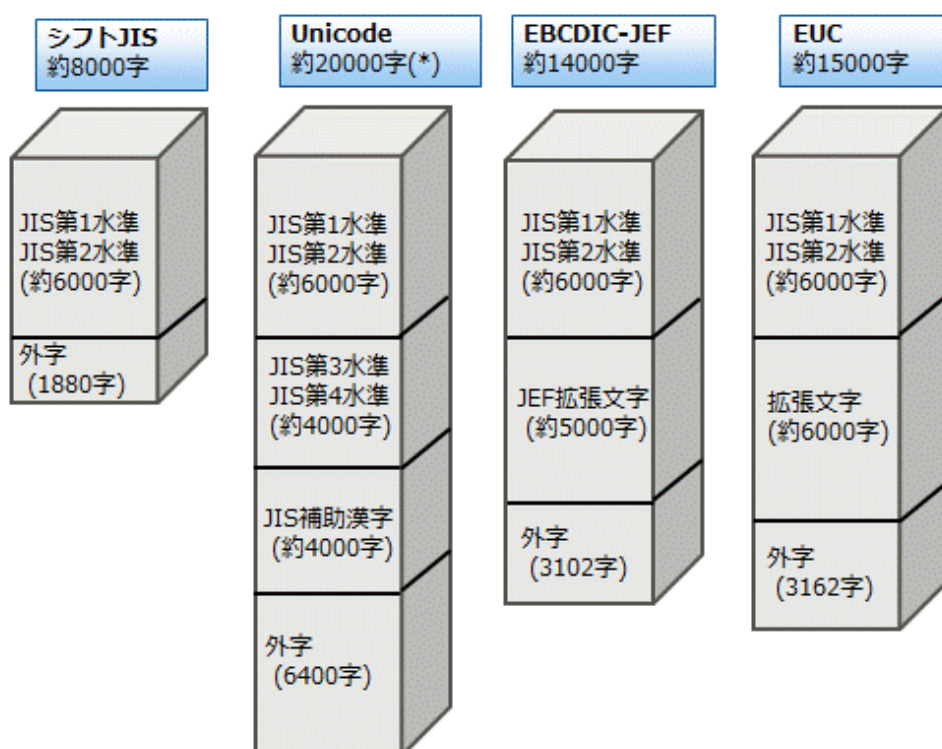 シフトJIS
約8000字
Unicode
約20000字(*)
EBCDIC-JEF
約14000字
EUC
約15000字
JIS第1水準
JIS第2水準
(約6000字)
外字
(1880字)
JIS第1水準
JIS第2水準
(約6000字)
JIS第3水準
JIS第4水準
(約4000字)
JIS補助漢字
(約4000字)
外字
(6400字)
JIS第1水準
JIS第2水準
(約6000字)
JEF拡張文字
(約5000字)
外字
(3102字)
JIS第1水準
JIS第2水準
(約6000字)
拡張文字
(約6000字)
外字
(3162字)